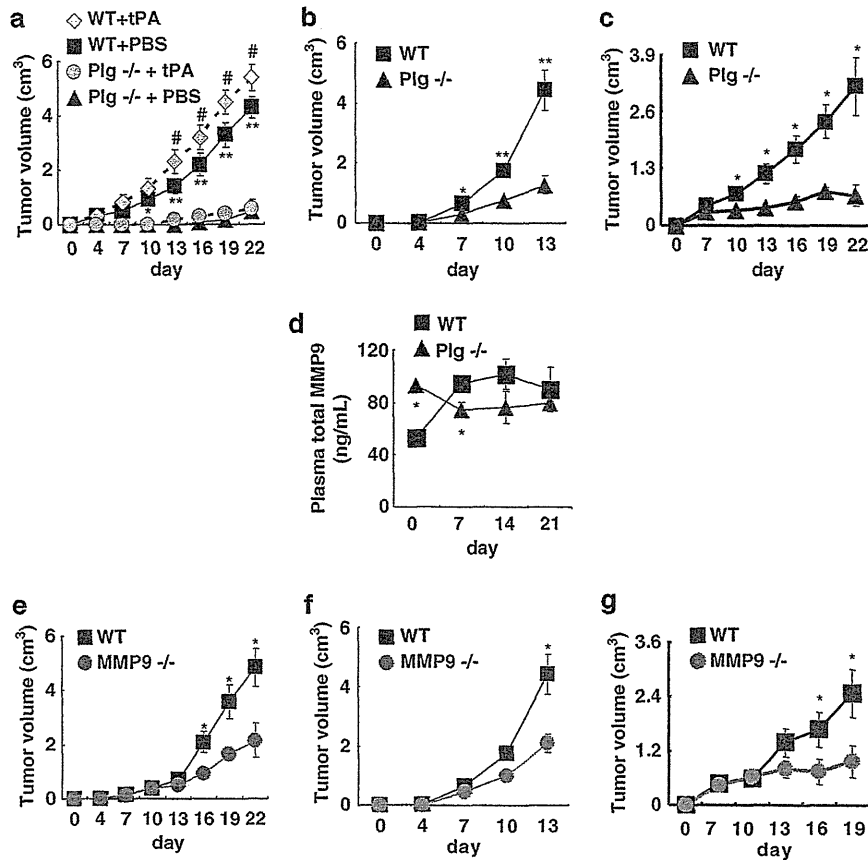 a
WT+tPA
WT+PBS
Plg -/- + tPA
Plg -/- + PBS
Tumor volume (cm³)
6
4
2
0
#
#
#
#
*
**
**
**
**
0 4 7 10 13 16 19 22
day
b
WT
Plg -/-
Tumor volume (cm³)
6
4
2
0
*
**
**
0 4 7 10 13
day
c
WT
Plg -/-
Tumor volume (cm³)
3.9
2.6
1.3
0
*
*
*
*
*
0 7 10 13 16 19 22
day
d
WT
Plg -/-
Plasma total MMP9
(ng/mL)
120
80
40
0
*
*
0 7 14 21
day
e
WT
MMP9 -/-
Tumor volume (cm³)
6
4
2
0
*
*
*
0 4 7 10 13 16 19 22
day
f
WT
MMP9 -/-
Tumor volume (cm³)
6
4
2
0
*
0 4 7 10 13
day
g
WT
MMP9 -/-
Tumor volume (cm³)
3.6
2.4
1.2
0
*
*
0 7 10 13 16 19
day